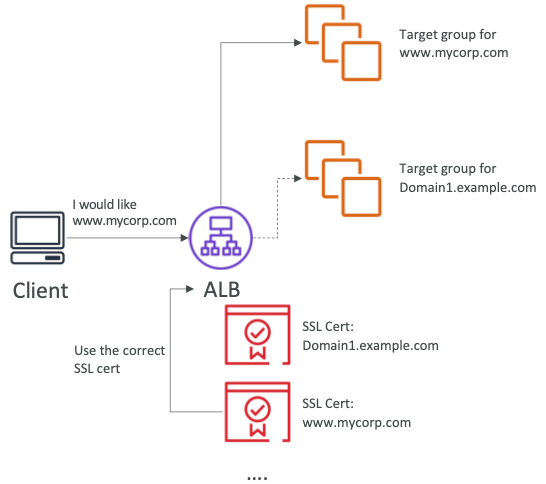 Target group for
www.mycorp.com
Target group for
Domain1.example.com
I would like
www.mycorp.com
Client
ALB
SSL Cert:
Domain1.example.com
Use the correct
SSL cert
SSL Cert:
www.mycorp.com
....